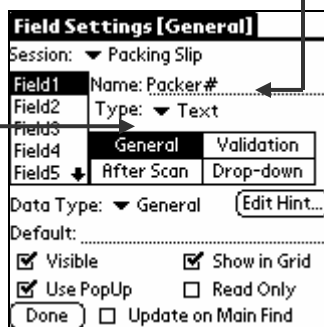 Field Settings [General]
Session: Packing Slip
Field1
Field2
Field3
Field4
Field5
Name: Packer#
Type: Text
General Validation
After Scan Drop-down
Data Type: General Edit Hint...
Default:
Visible Show in Grid
Use PopUp Read Only
Done Update on Main Find